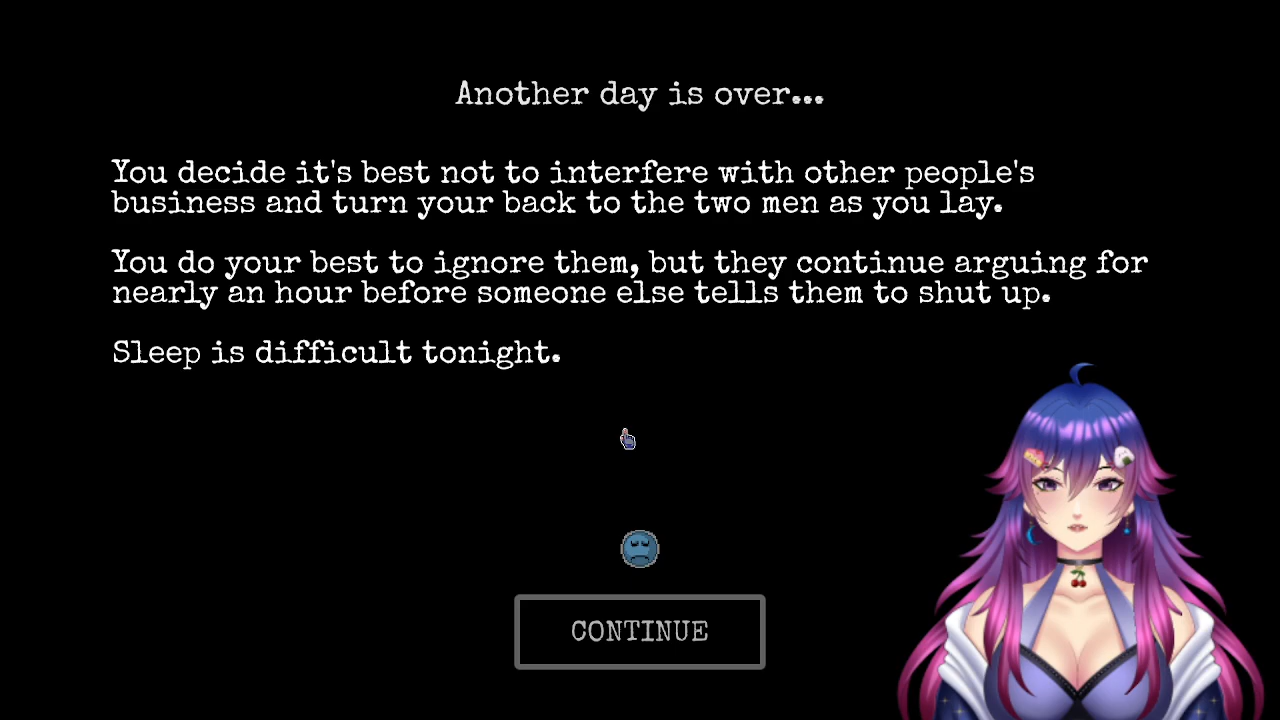 Another day is over...
You decide it's best not to interfere with other people's
business and turn your back to the two men as you lay.
You do your best to ignore them, but they continue arguing for
nearly an hour before someone else tells them to shut up.
Sleep is difficult tonight.
CONTINUE